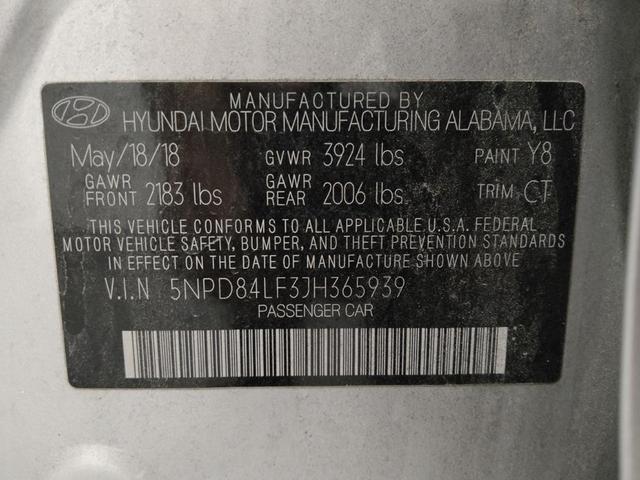 MANUFACTURED BY
HYUNDAI MOTOR MANUFACTURING ALABAMA, LLC
May/18/18 GVWR 3924 lbs PAINT Y8
GAWR FRONT 2183 lbs GAWR REAR 2006 lbs TRIM CT
THIS VEHICLE CONFORMS TO ALL APPLICABLE U.S.A. FEDERAL
MOTOR VEHICLE SAFETY, BUMPER, AND THEFT PREVENTION STANDARDS
IN EFFECT ON THE DATE OF MANUFACTURE SHOWN ABOVE
V.I.N 5NPD84LF3JH365939
PASSENGER CAR